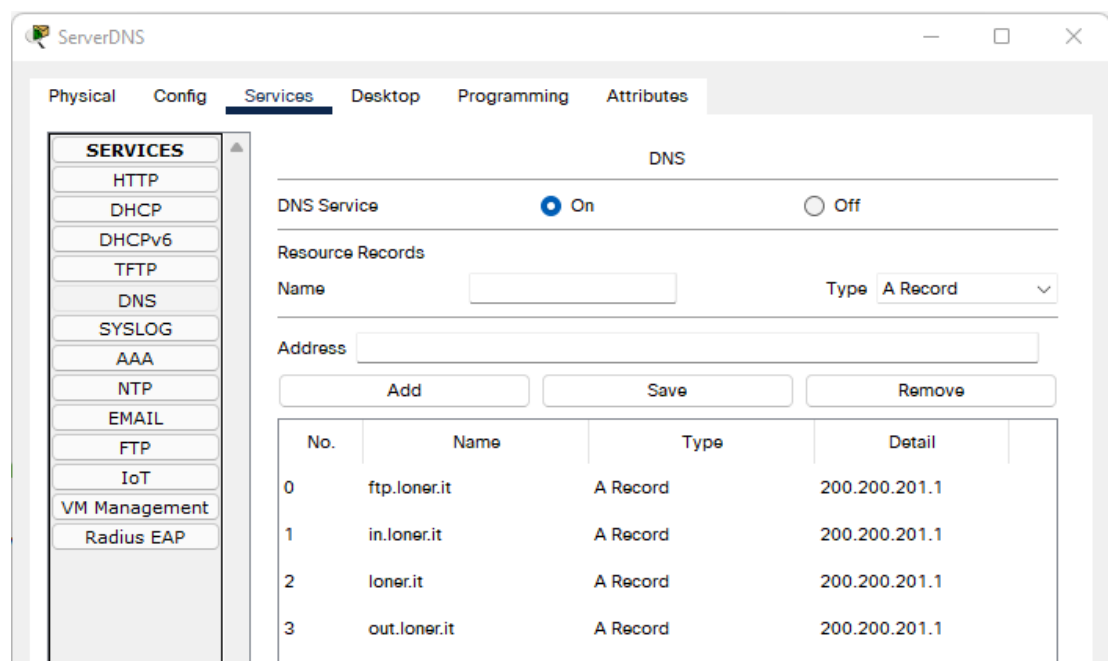 ServerDNS
Physical Config Services Desktop Programming Attributes
SERVICES
HTTP
DHCP
DHCPv6
TFTP
DNS
SYSLOG
AAA
NTP
EMAIL
FTP
IoT
VM Management
Radius EAP
DNS
DNS Service On Off
Resource Records
Name Type A Record
Address
Add Save Remove
No. Name Type Detail
0 ftp.loner.it A Record 200.200.201.1
1 in.loner.it A Record 200.200.201.1
2 loner.it A Record 200.200.201.1
3 out.loner.it A Record 200.200.201.1